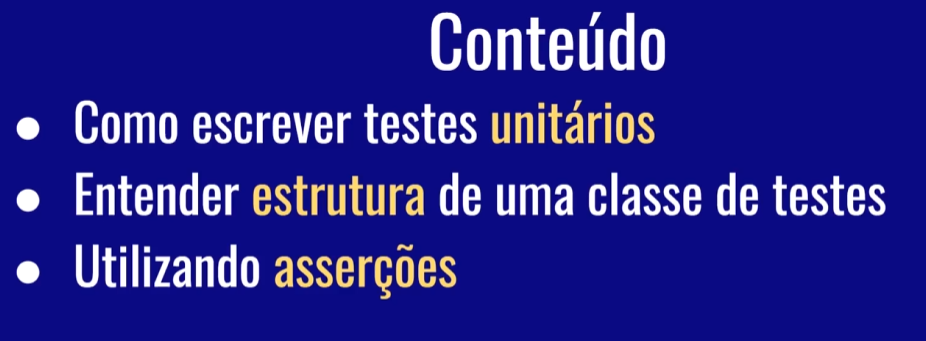 Conteúdo
● Como escrever testes unitários
● Entender estrutura de uma classe de testes
● Utilizando asserções